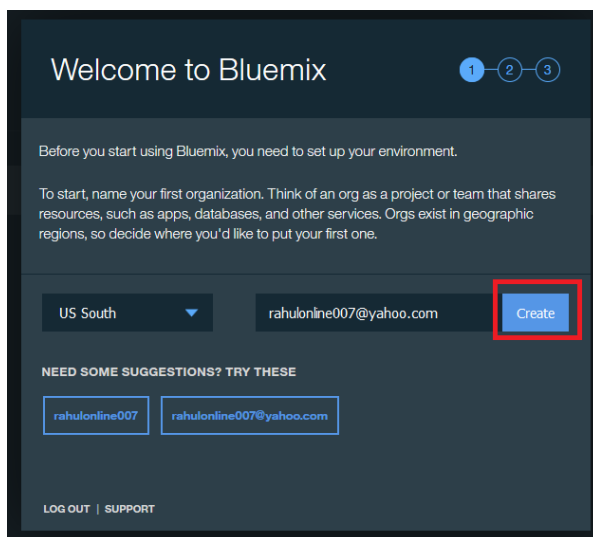 Welcome to Bluemix
1 2 3
Before you start using Bluemix, you need to set up your environment.
To start, name your first organization. Think of an org as a project or team that shares
resources, such as apps, databases, and other services. Orgs exist in geographic
regions, so decide where you'd like to put your first one.
US South
rahulonline007@yahoo.com
Create
NEED SOME SUGGESTIONS? TRY THESE
rahulonline007
rahulonline007@yahoo.com
LOG OUT | SUPPORT